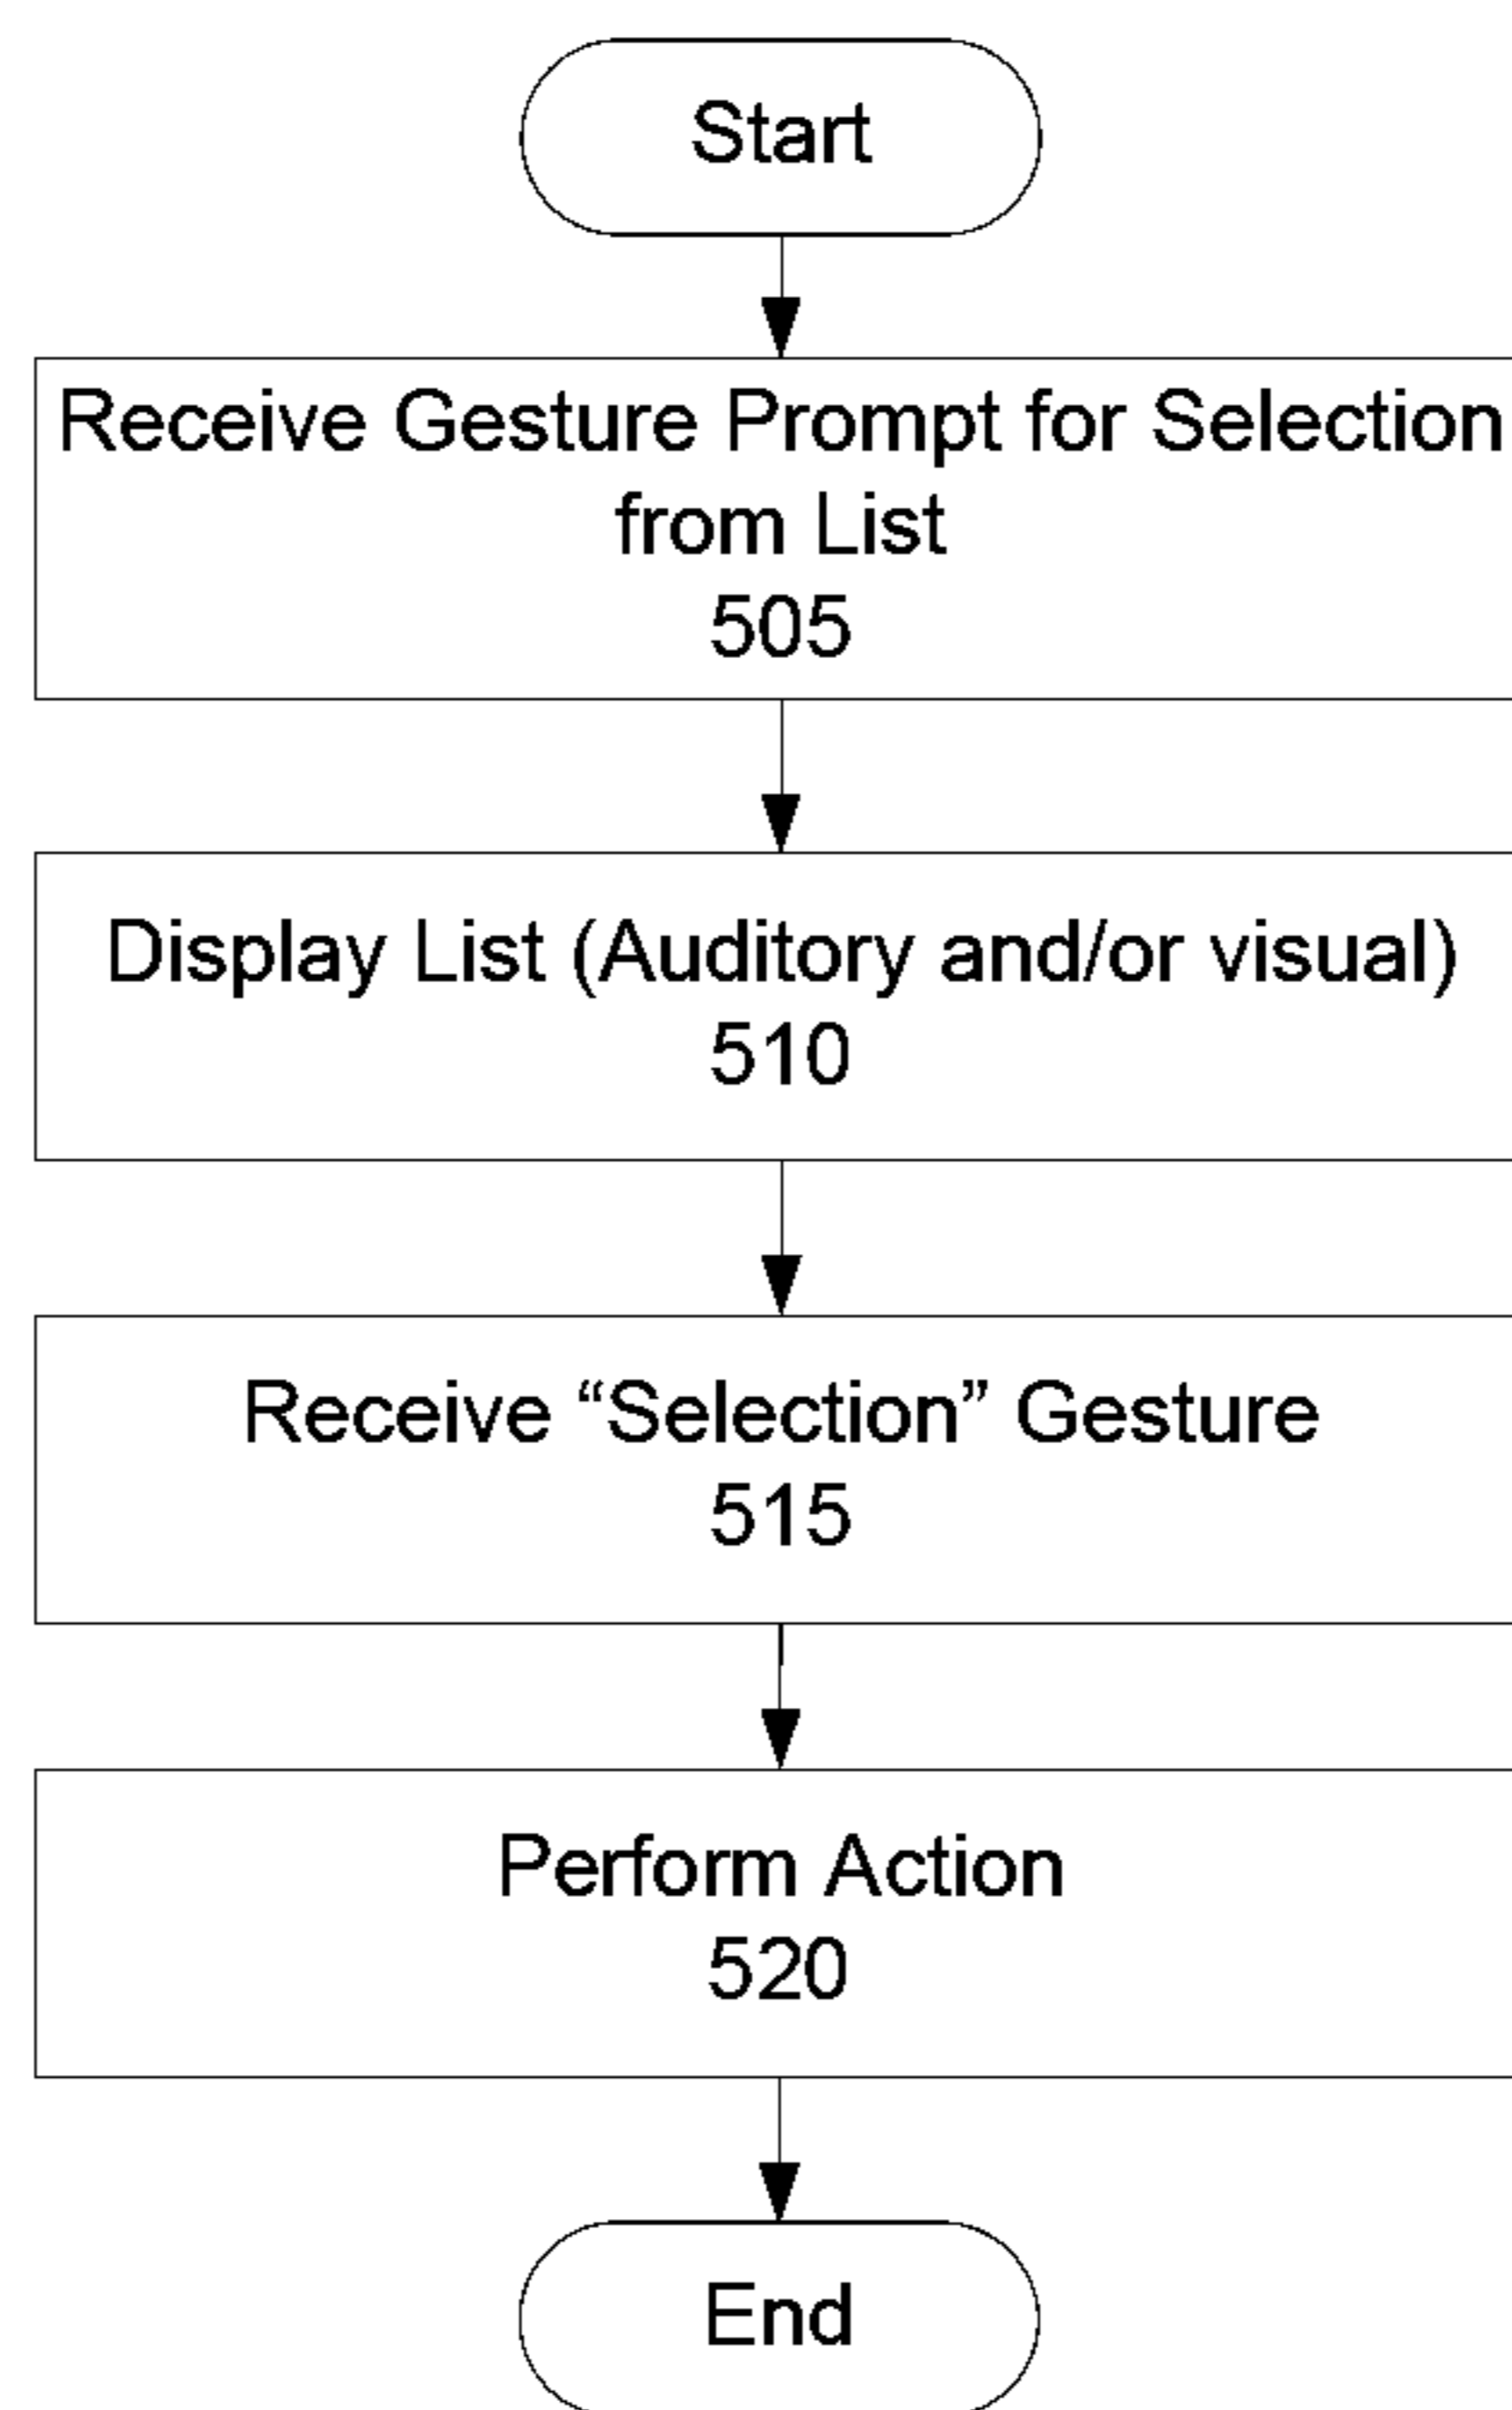 Start
Receive Gesture Prompt for Selection
from List
505
Display List (Auditory and/or visual)
510
Receive “Selection” Gesture
515
Perform Action
520
End